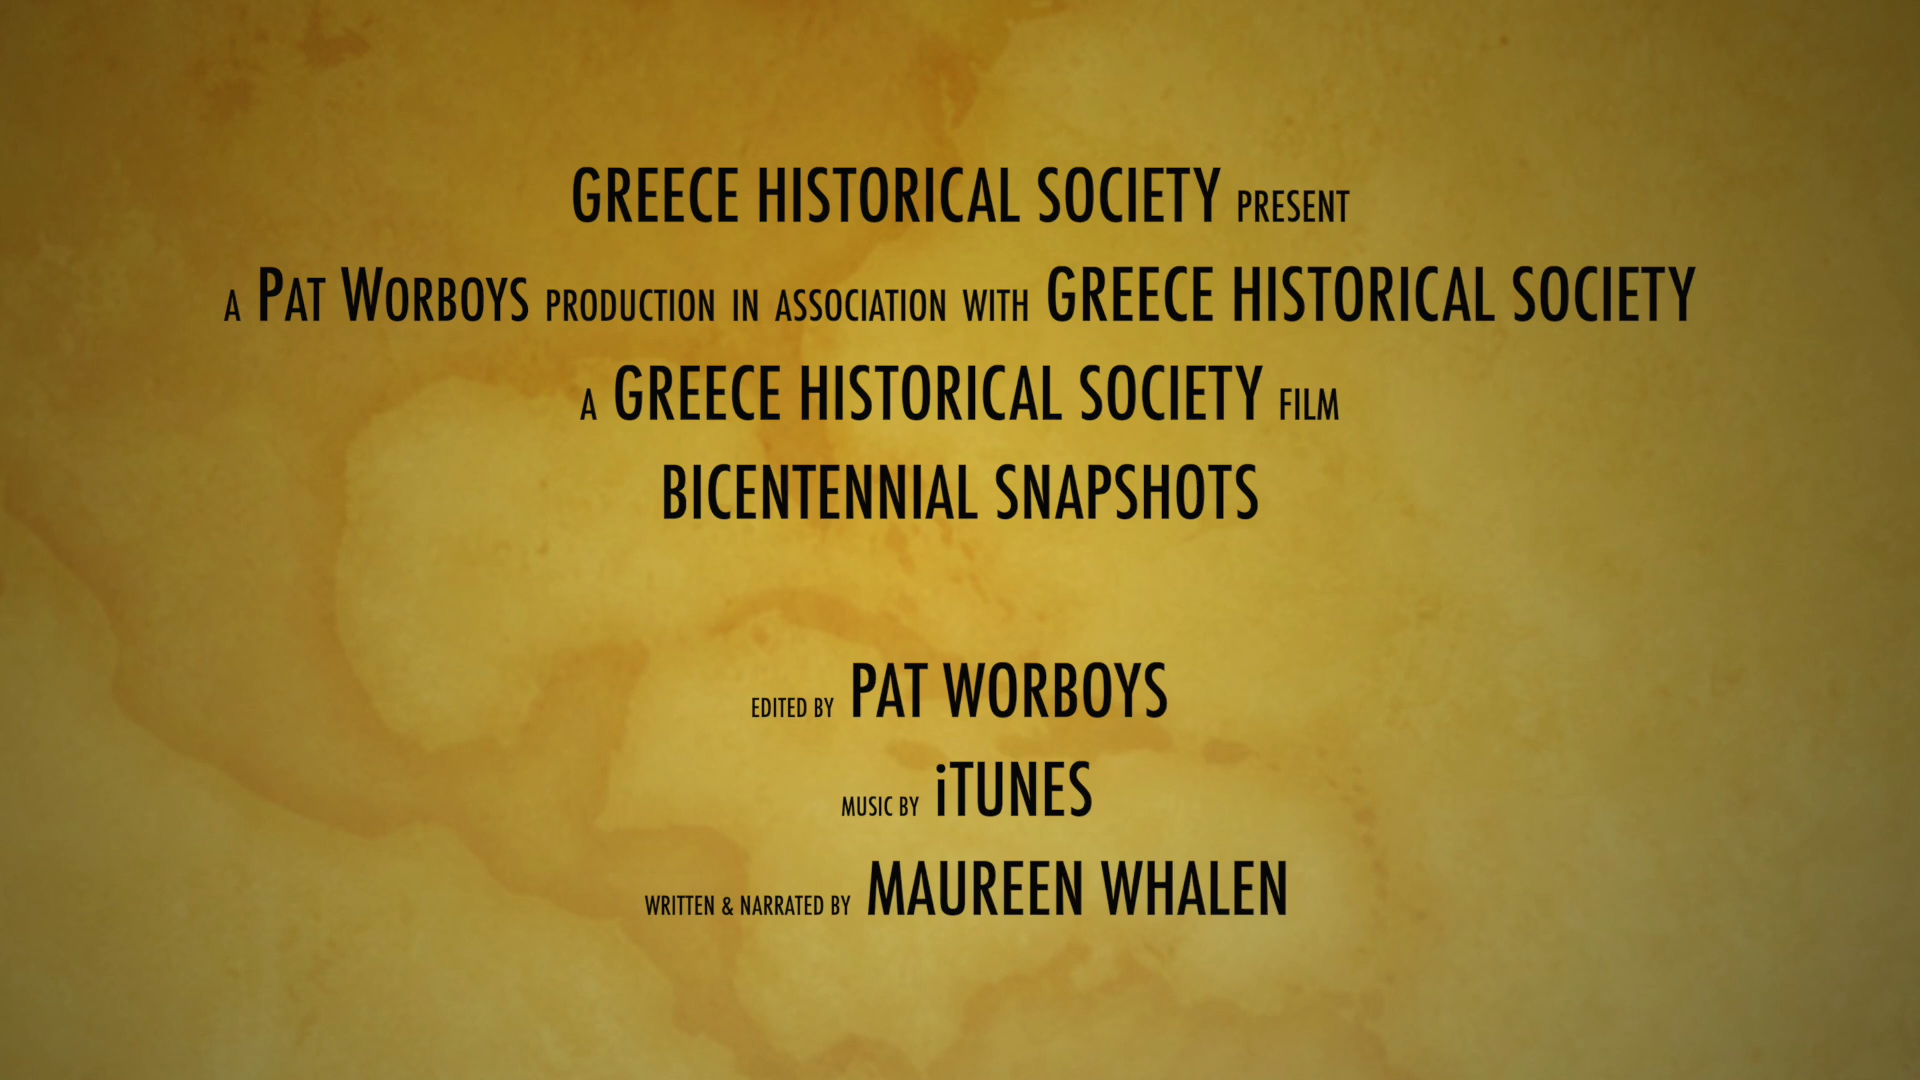 GREECE HISTORICAL SOCIETY PRESENT
A PAT WORBOYS PRODUCTION IN ASSOCIATION WITH GREECE HISTORICAL SOCIETY
A GREECE HISTORICAL SOCIETY FILM
BICENTENNIAL SNAPSHOTS
EDITED BY PAT WORBOYS
MUSIC BY iTUNES
WRITTEN & NARRATED BY MAUREEN WHALEN